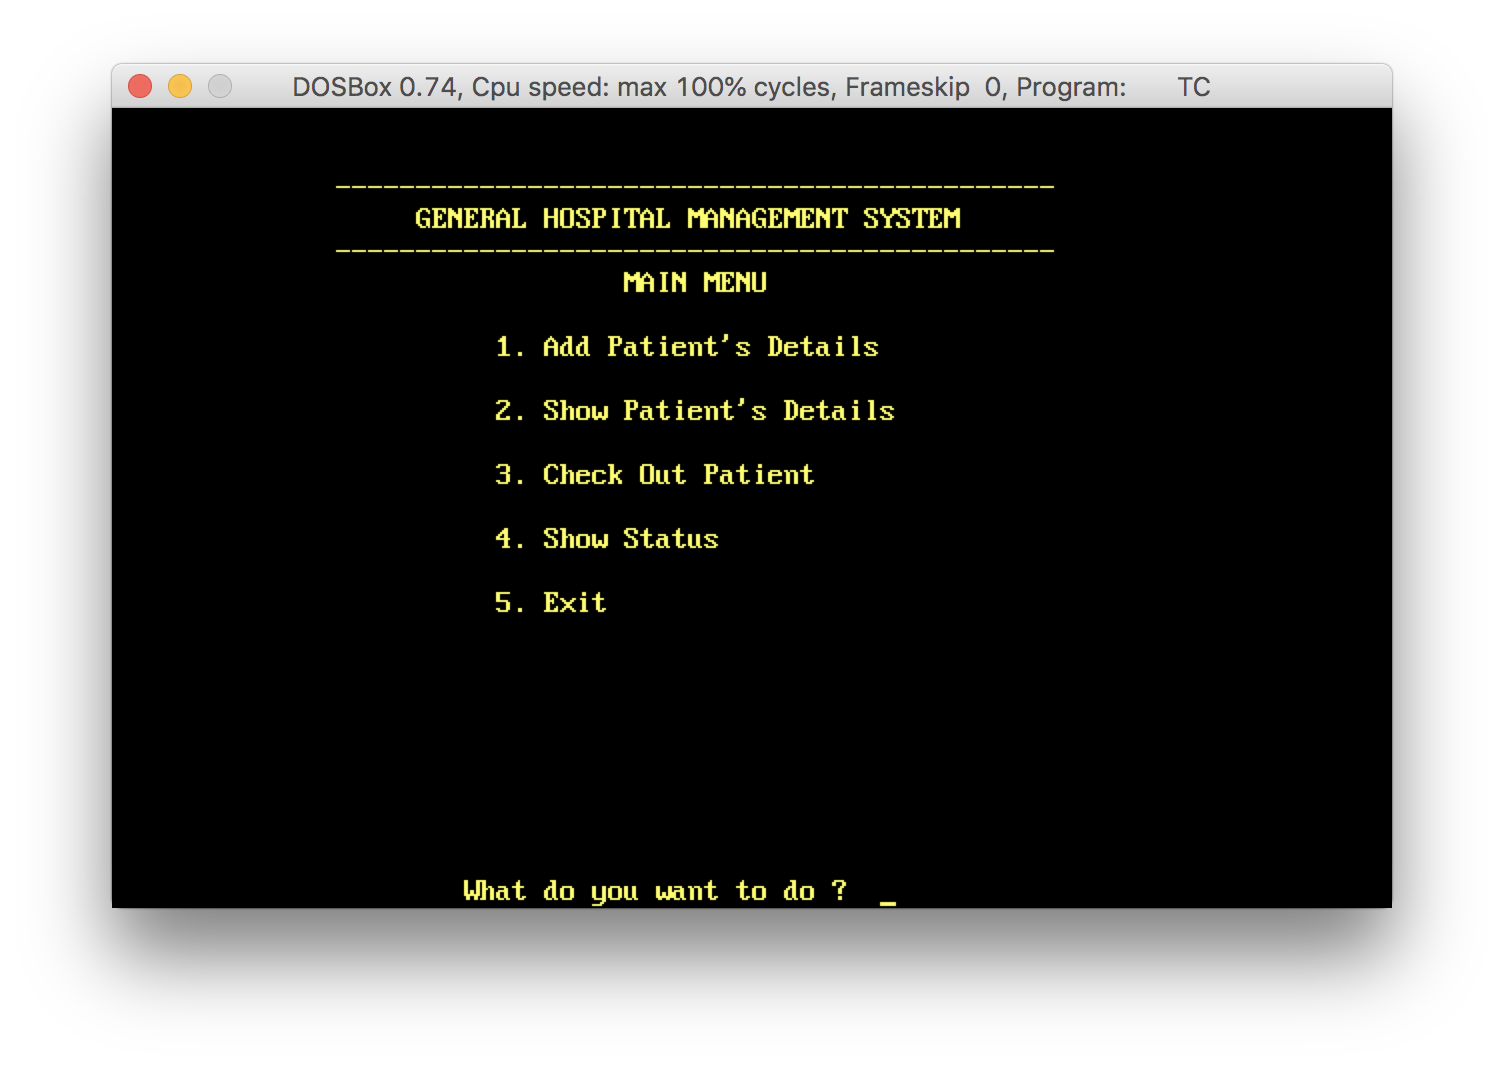 DOSBox 0.74, Cpu speed: max 100% cycles, Frameskip  0, Program:       TC
---------------------------------------------
GENERAL HOSPITAL MANAGEMENT SYSTEM
---------------------------------------------
MAIN MENU
1. Add Patient's Details
2. Show Patient's Details
3. Check Out Patient
4. Show Status
5. Exit
What do you want to do ?  _